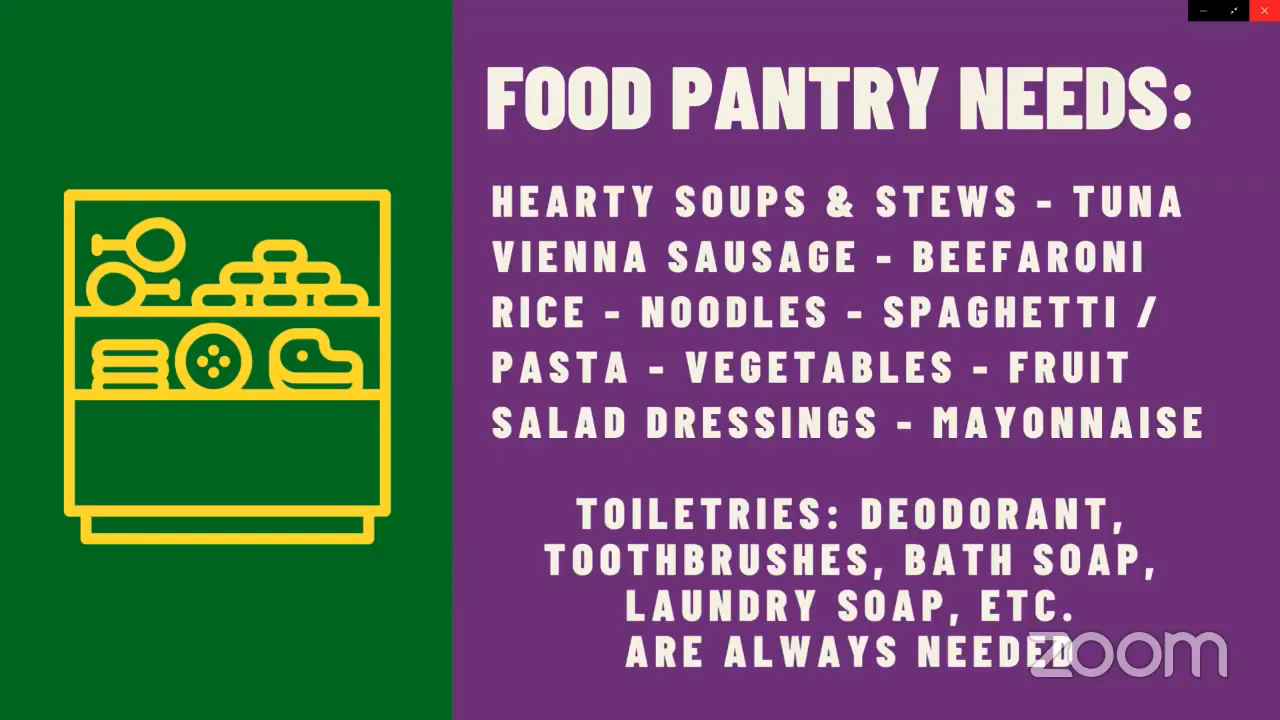 FOOD PANTRY NEEDS:
HEARTY SOUPS & STEWS - TUNA
VIENNA SAUSAGE - BEEFARONI
RICE - NOODLES - SPAGHETTI /
PASTA - VEGETABLES - FRUIT
SALAD DRESSINGS - MAYONNAISE
TOILETRIES: DEODORANT,
TOOTHBRUSHES, BATH SOAP,
LAUNDRY SOAP, ETC.
ARE ALWAYS NEEDED
zoom